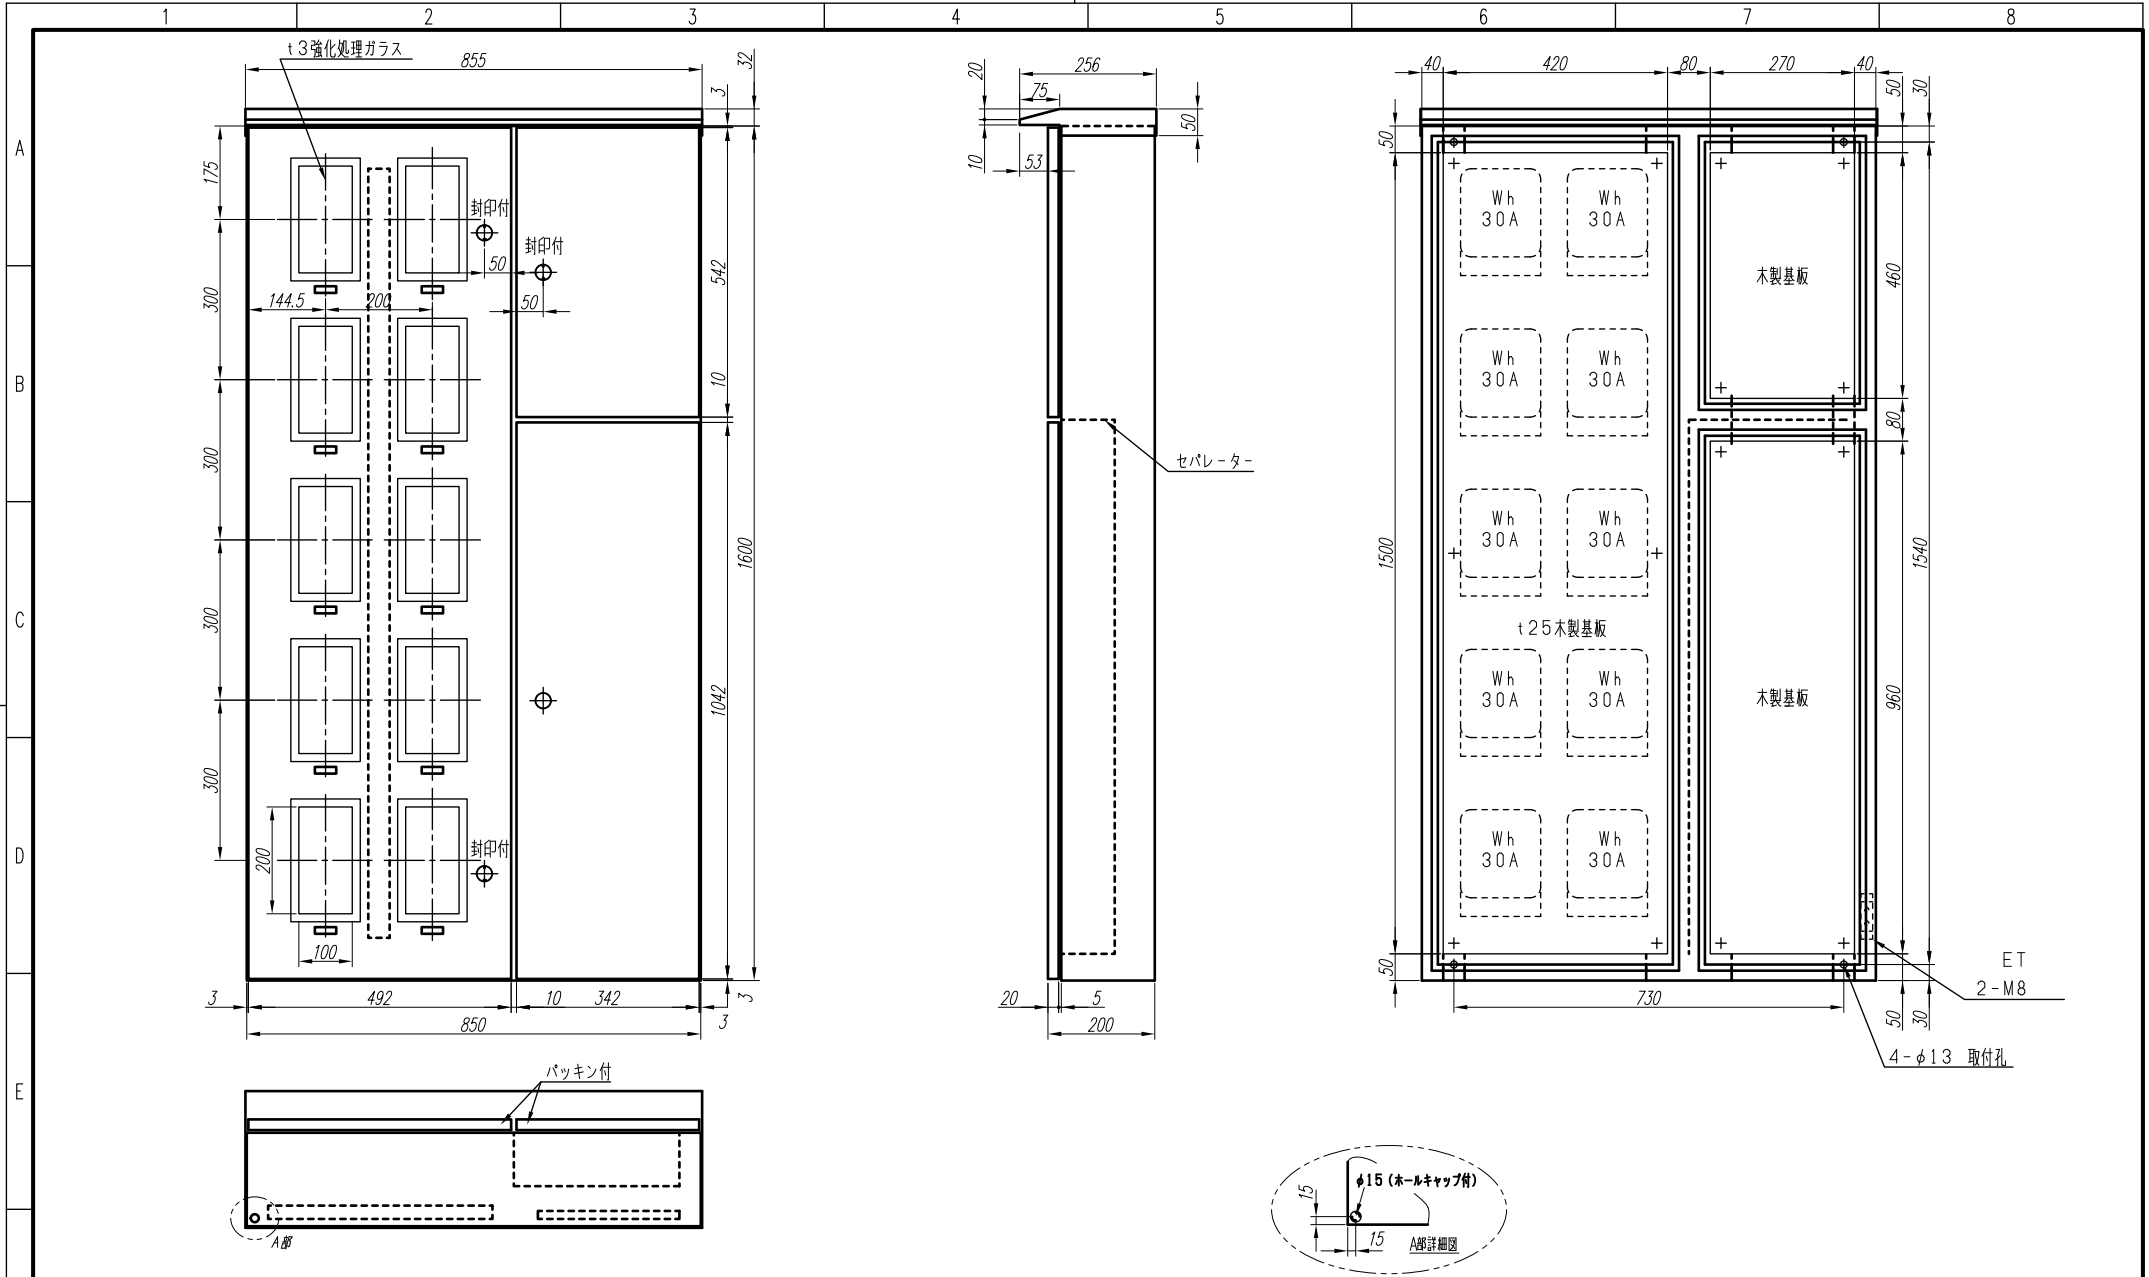 1
2
3
4
5
6
7
8
A
B
C
D
E
t3強化処理ガラス
855
32
3
175
300
300
300
300
封印付
封印付
50
50
144.5
200
542
10
1600
1042
封印付
200
100
3
492
10
342
3
3
850
20
256
75
50
10
53
セパレーター
20
5
200
40
420
80
270
40
50
30
50
Wh
30A
Wh
30A
木製基板
460
Wh
30A
Wh
30A
80
1500
Wh
30A
Wh
30A
1540
t25木製基板
Wh
30A
Wh
30A
木製基板
960
Wh
30A
Wh
30A
50
730
50
30
ET
2-M8
4-φ13 取付孔
パッキン付
A部
φ15(ホールキャップ付)
15
15
A部詳細図